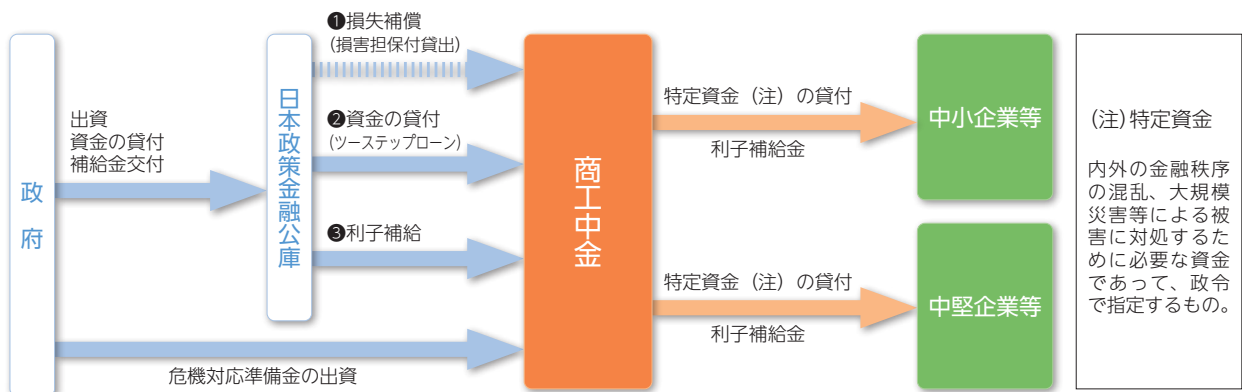 政府
出資
資金の貸付
補給金交付
日本政策金融公庫
❶損失補償
(損害担保付貸出)
❷資金の貸付
(ツーステップローン)
❸利子補給
危機対応準備金の出資
商工中金
特定資金（注）の貸付
利子補給金
中小企業等
特定資金（注）の貸付
利子補給金
中堅企業等
(注)特定資金
内外の金融秩序
の混乱、大規模
災害等による被
害に対処するた
めに必要な資金
であって、政令
で指定するもの。